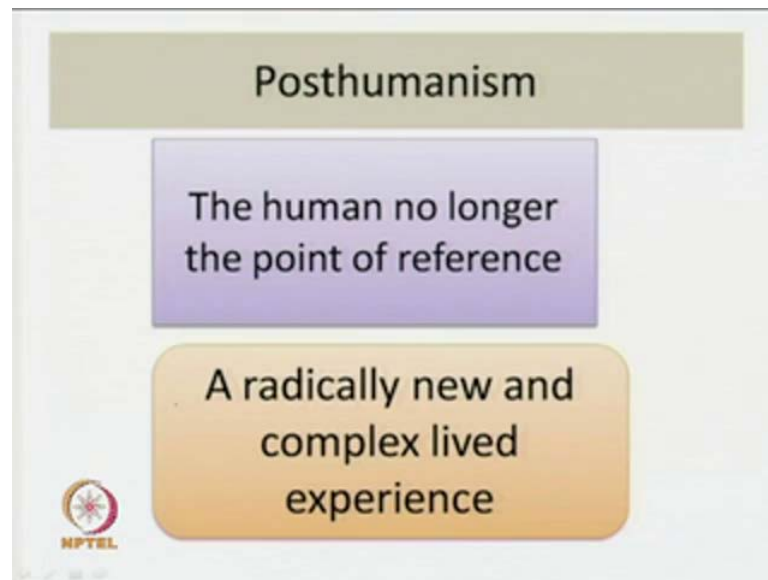 Posthumanism
The human no longer
the point of reference
A radically new and
complex lived
experience
NPTEL